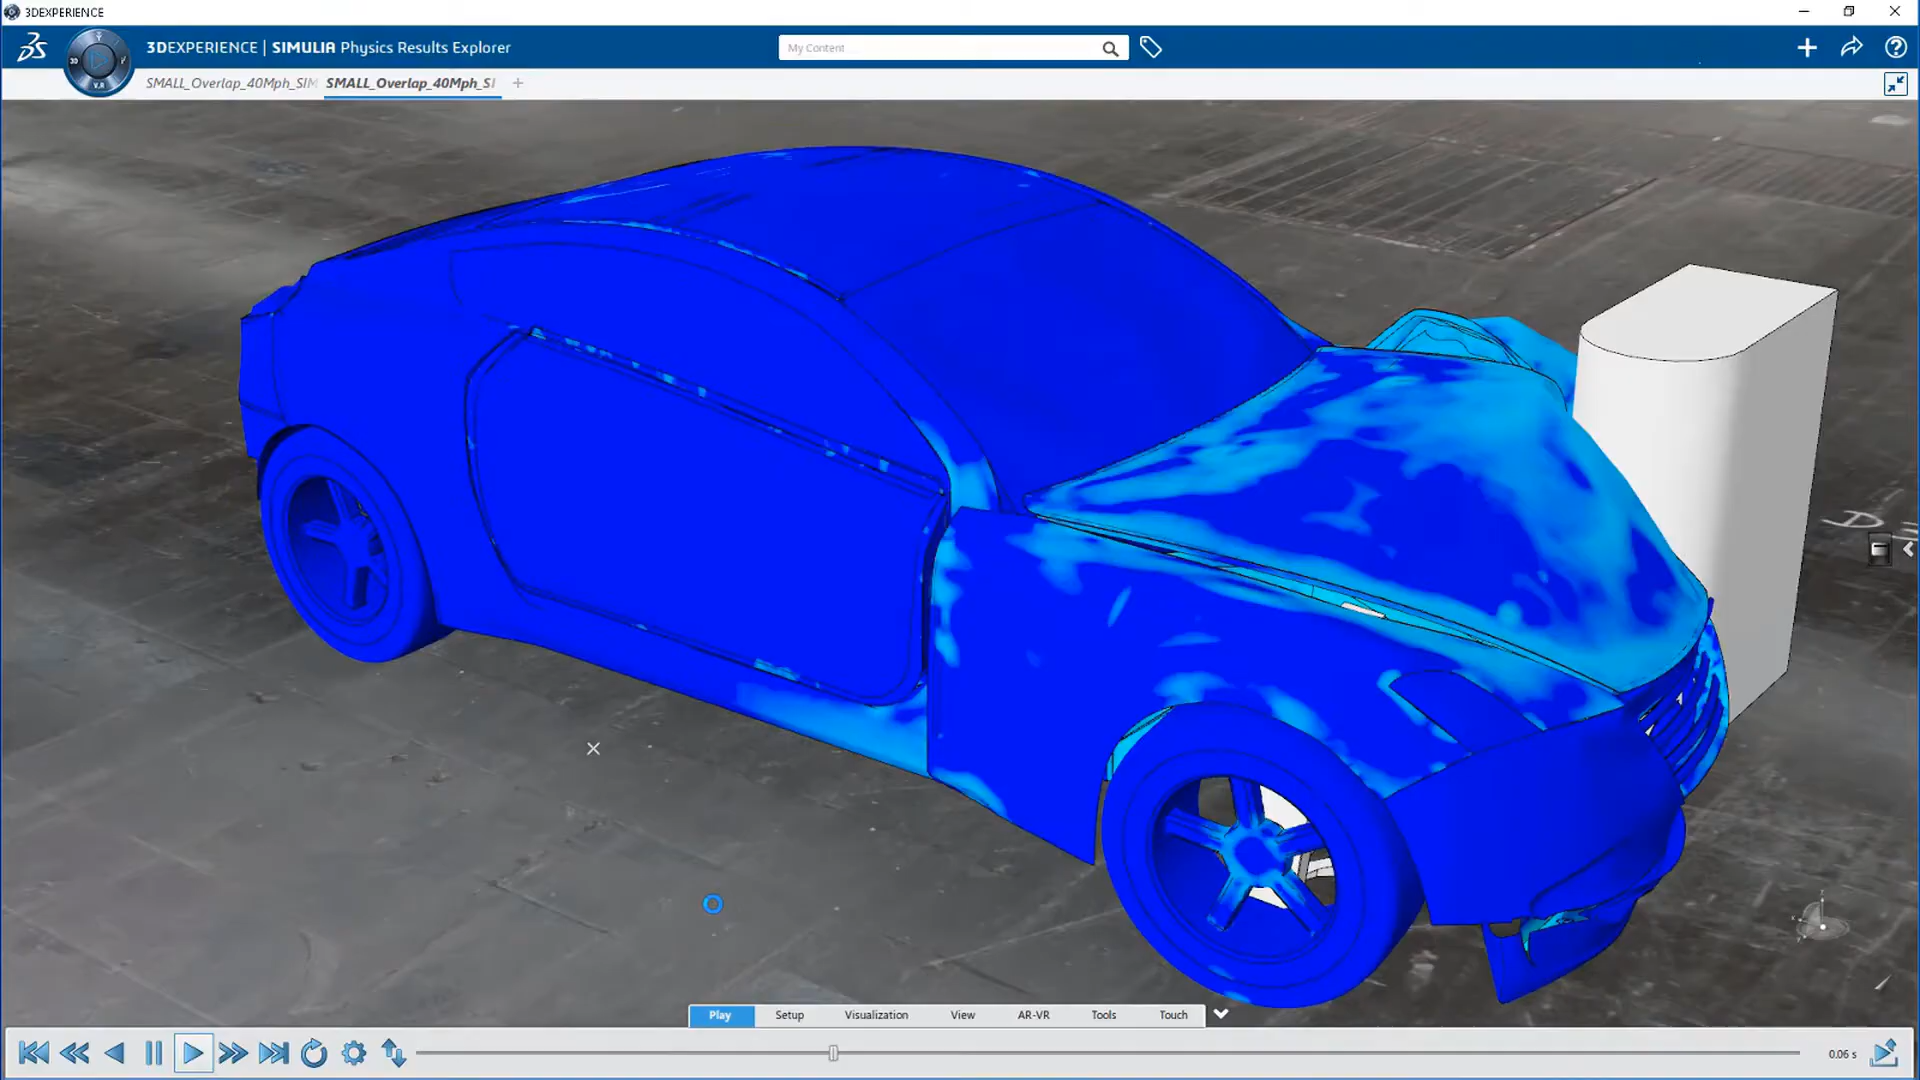 3DEXPERIENCE
3DEXPERIENCE | SIMULIA Physics Results Explorer
My Content
SMALL_Overlap_40Mph_SIM
SMALL_Overlap_40Mph_SI
3D
V.R
Play
Setup
Visualization
View
AR-VR
Tools
Touch
0.06 s